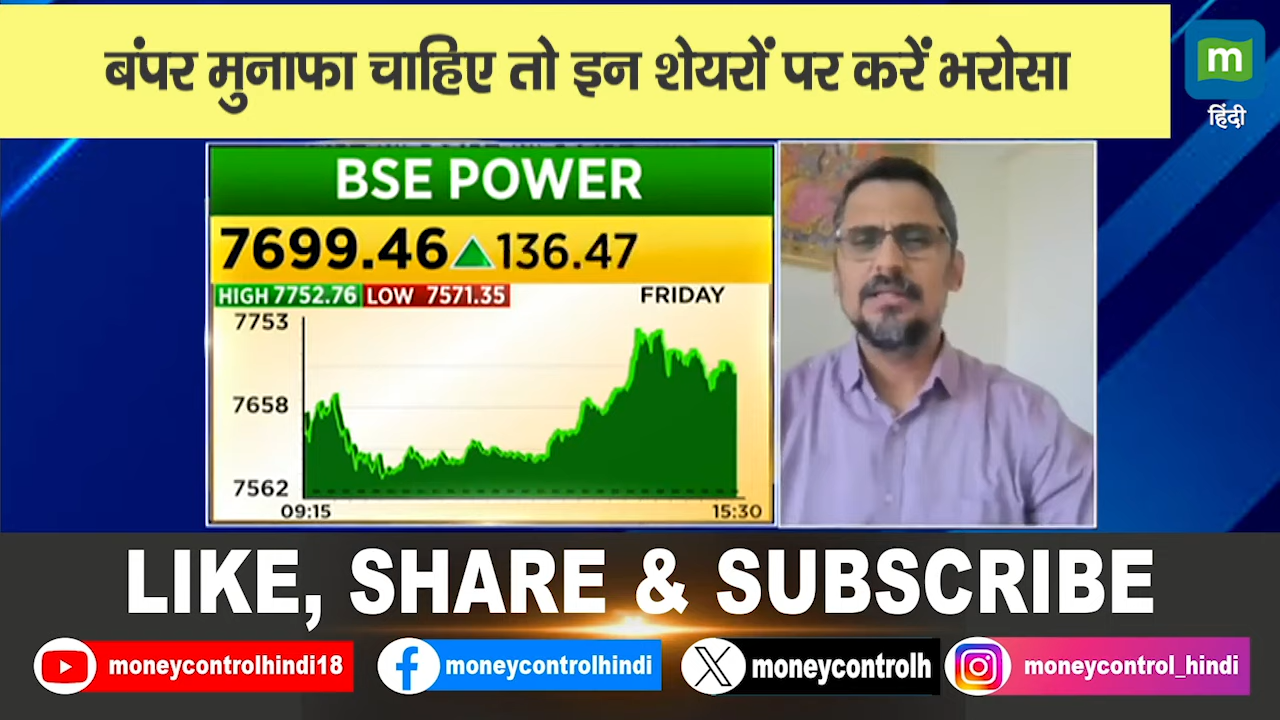 बंपर मुनाफा चाहिए तो इन शेयरों पर करें भरोसा
m
हिंदी
BSE POWER
7699.46 136.47
HIGH 7752.76 LOW 7571.35 FRIDAY
7753
7658
7562
09:15 15:30
LIKE, SHARE & SUBSCRIBE
moneycontrolhindi18 moneycontrolhindi moneycontrolh moneycontrol_hindi